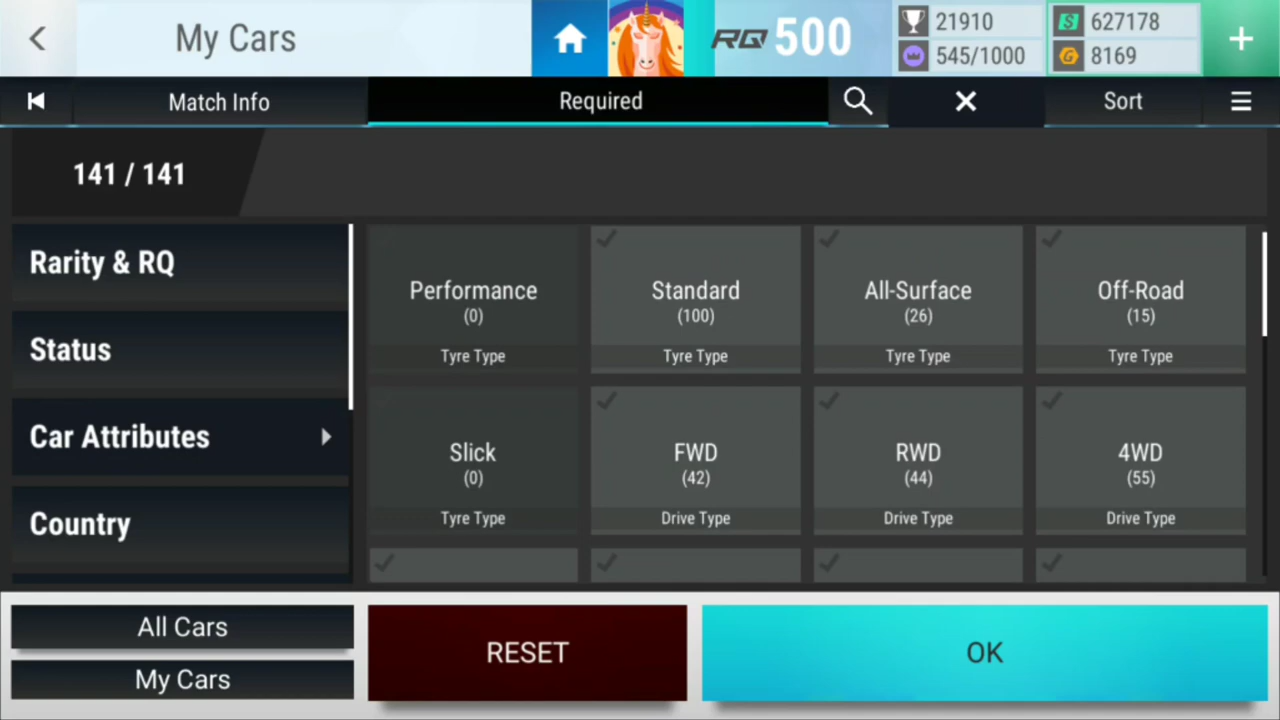 My Cars
RQ 500
21910
545/1000
627178
8169
+
Match Info
Required
Sort
141 / 141
Rarity & RQ
Status
Car Attributes
Country
Performance
(0)
Tyre Type
Standard
(100)
Tyre Type
All-Surface
(26)
Tyre Type
Off-Road
(15)
Tyre Type
Slick
(0)
Tyre Type
FWD
(42)
Drive Type
RWD
(44)
Drive Type
4WD
(55)
Drive Type
All Cars
My Cars
RESET
OK